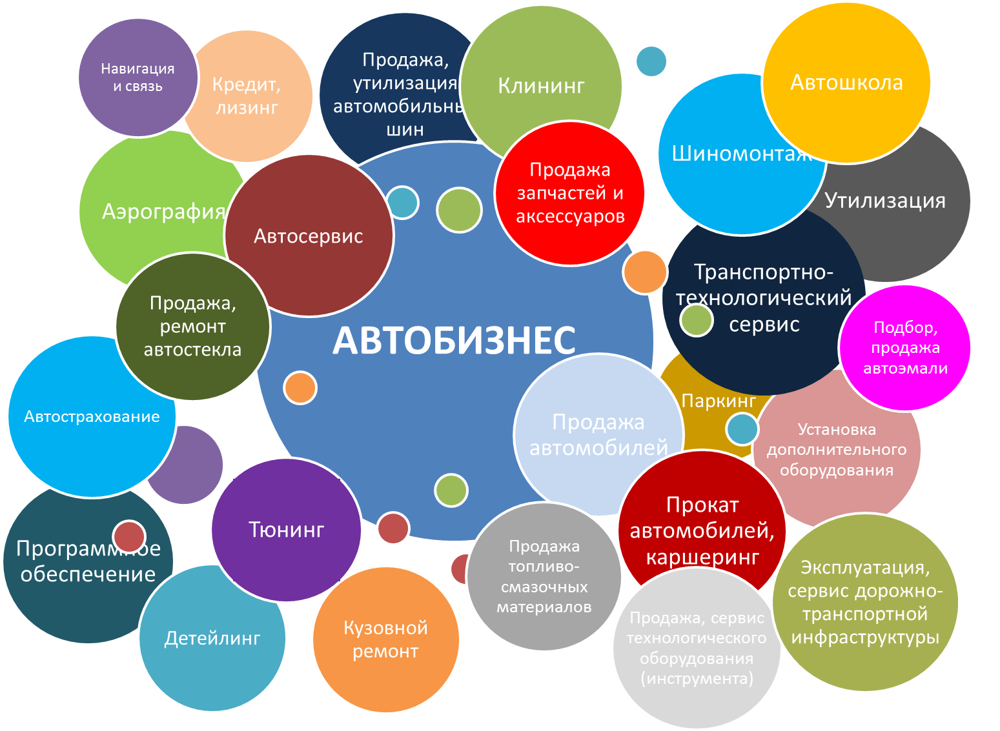 Навигация
и связь
Кредит,
лизинг
Продажа,
утилизация
автомобильны
шин
Клининг
Автошкола
Шиномонтаж
Утилизация
Продажа
запчастей и
аксессуаров
Аэрография
Автосервис
Транспортно-
технологический
сервис
Продажа,
ремонт
автостекла
АВТОБИЗНЕС
Подбор,
продажа
автоэмали
Автострахование
Паркинг
Продажа
автомобилей
Установка
дополнительного
оборудования
Программное
обеспечение
Тюнинг
Прокат
автомобилей,
каршеринг
Продажа
топливо-
смазочных
материалов
Эксплуатация,
сервис дорожно-
транспортной
инфраструктуры
Детейлинг
Кузовной
ремонт
Продажа, сервис
технологического
оборудования
(инструмента)